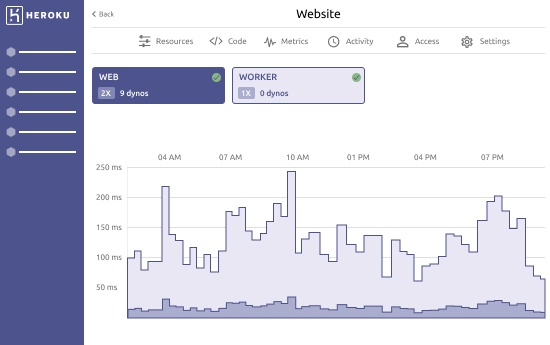 HEROKU
Back
Website
Resources
Code
Metrics
Activity
Access
Settings
WEB
2X 9 dynos
WORKER
1X 0 dynos
04 AM 07 AM 10 AM 01 PM 04 PM 07 PM
250 ms
200 ms
150 ms
100 ms
50 ms